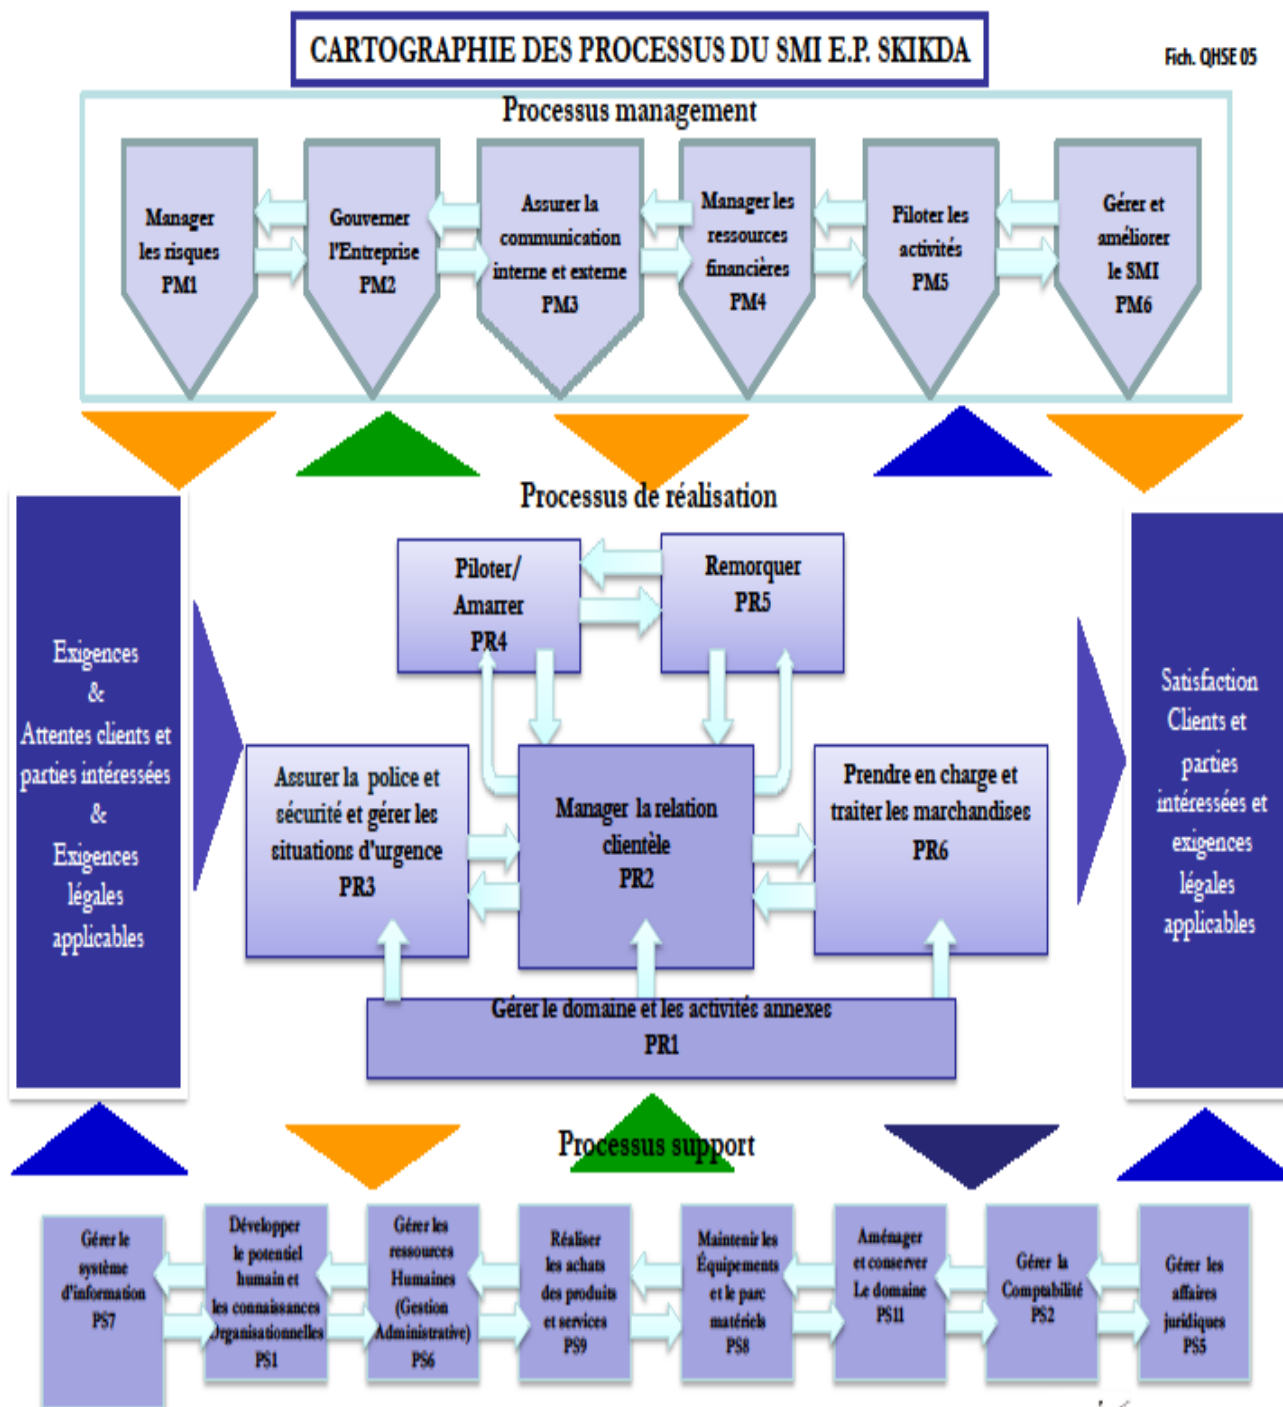 CARTOGRAPHIE DES PROCESSUS DU SMI E.P. SKIKDA
Fich. QHSE 05
Processus management
Manager
les risques
PM1
Gouverner
l'Entreprise
PM2
Assurer la
communication
interne et externe
PM3
Manager les
ressources
financières
PM4
Piloter les
activités
PM5
Gérer et
améliorer
le SMI
PM6
Processus de réalisation
Exigences
&
Attentes clients et
parties intéressées
&
Exigences
légales
applicables
Piloter/
Amarrer
PR4
Remorquer
PR5
Assurer la police et
sécurité et gérer les
situations d'urgence
PR3
Manager la relation
clientèle
PR2
Prendre en charge et
traiter les marchandises
PR6
Gérer le domaine et les activités annexes
PR1
Satisfaction
Clients et
parties
intéressées et
exigences
légales
applicables
Processus support
Gérer le
système
d'information
PS7
Développer
le potentiel
humain et
les connaissances
Organisationnelles
PS1
Gérer les
ressources
Humaines
(Gestion
Administrative)
PS6
Réaliser
les achats
des produits
et services
PS9
Maintenir les
Équipements
et le parc
matériels
PS8
Aménager
et conserver
Le domaine
PS11
Gérer la
Comptabilité
PS2
Gérer les
affaires
juridiques
PS5